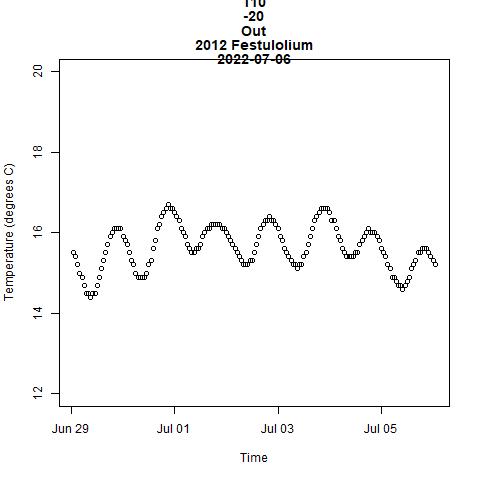 110
-20
Out
2012 Festulolium
2022-07-06
Temperature (degrees C)
20
18
16
14
12
Jun 29
Jul 01
Jul 03
Jul 05
Time